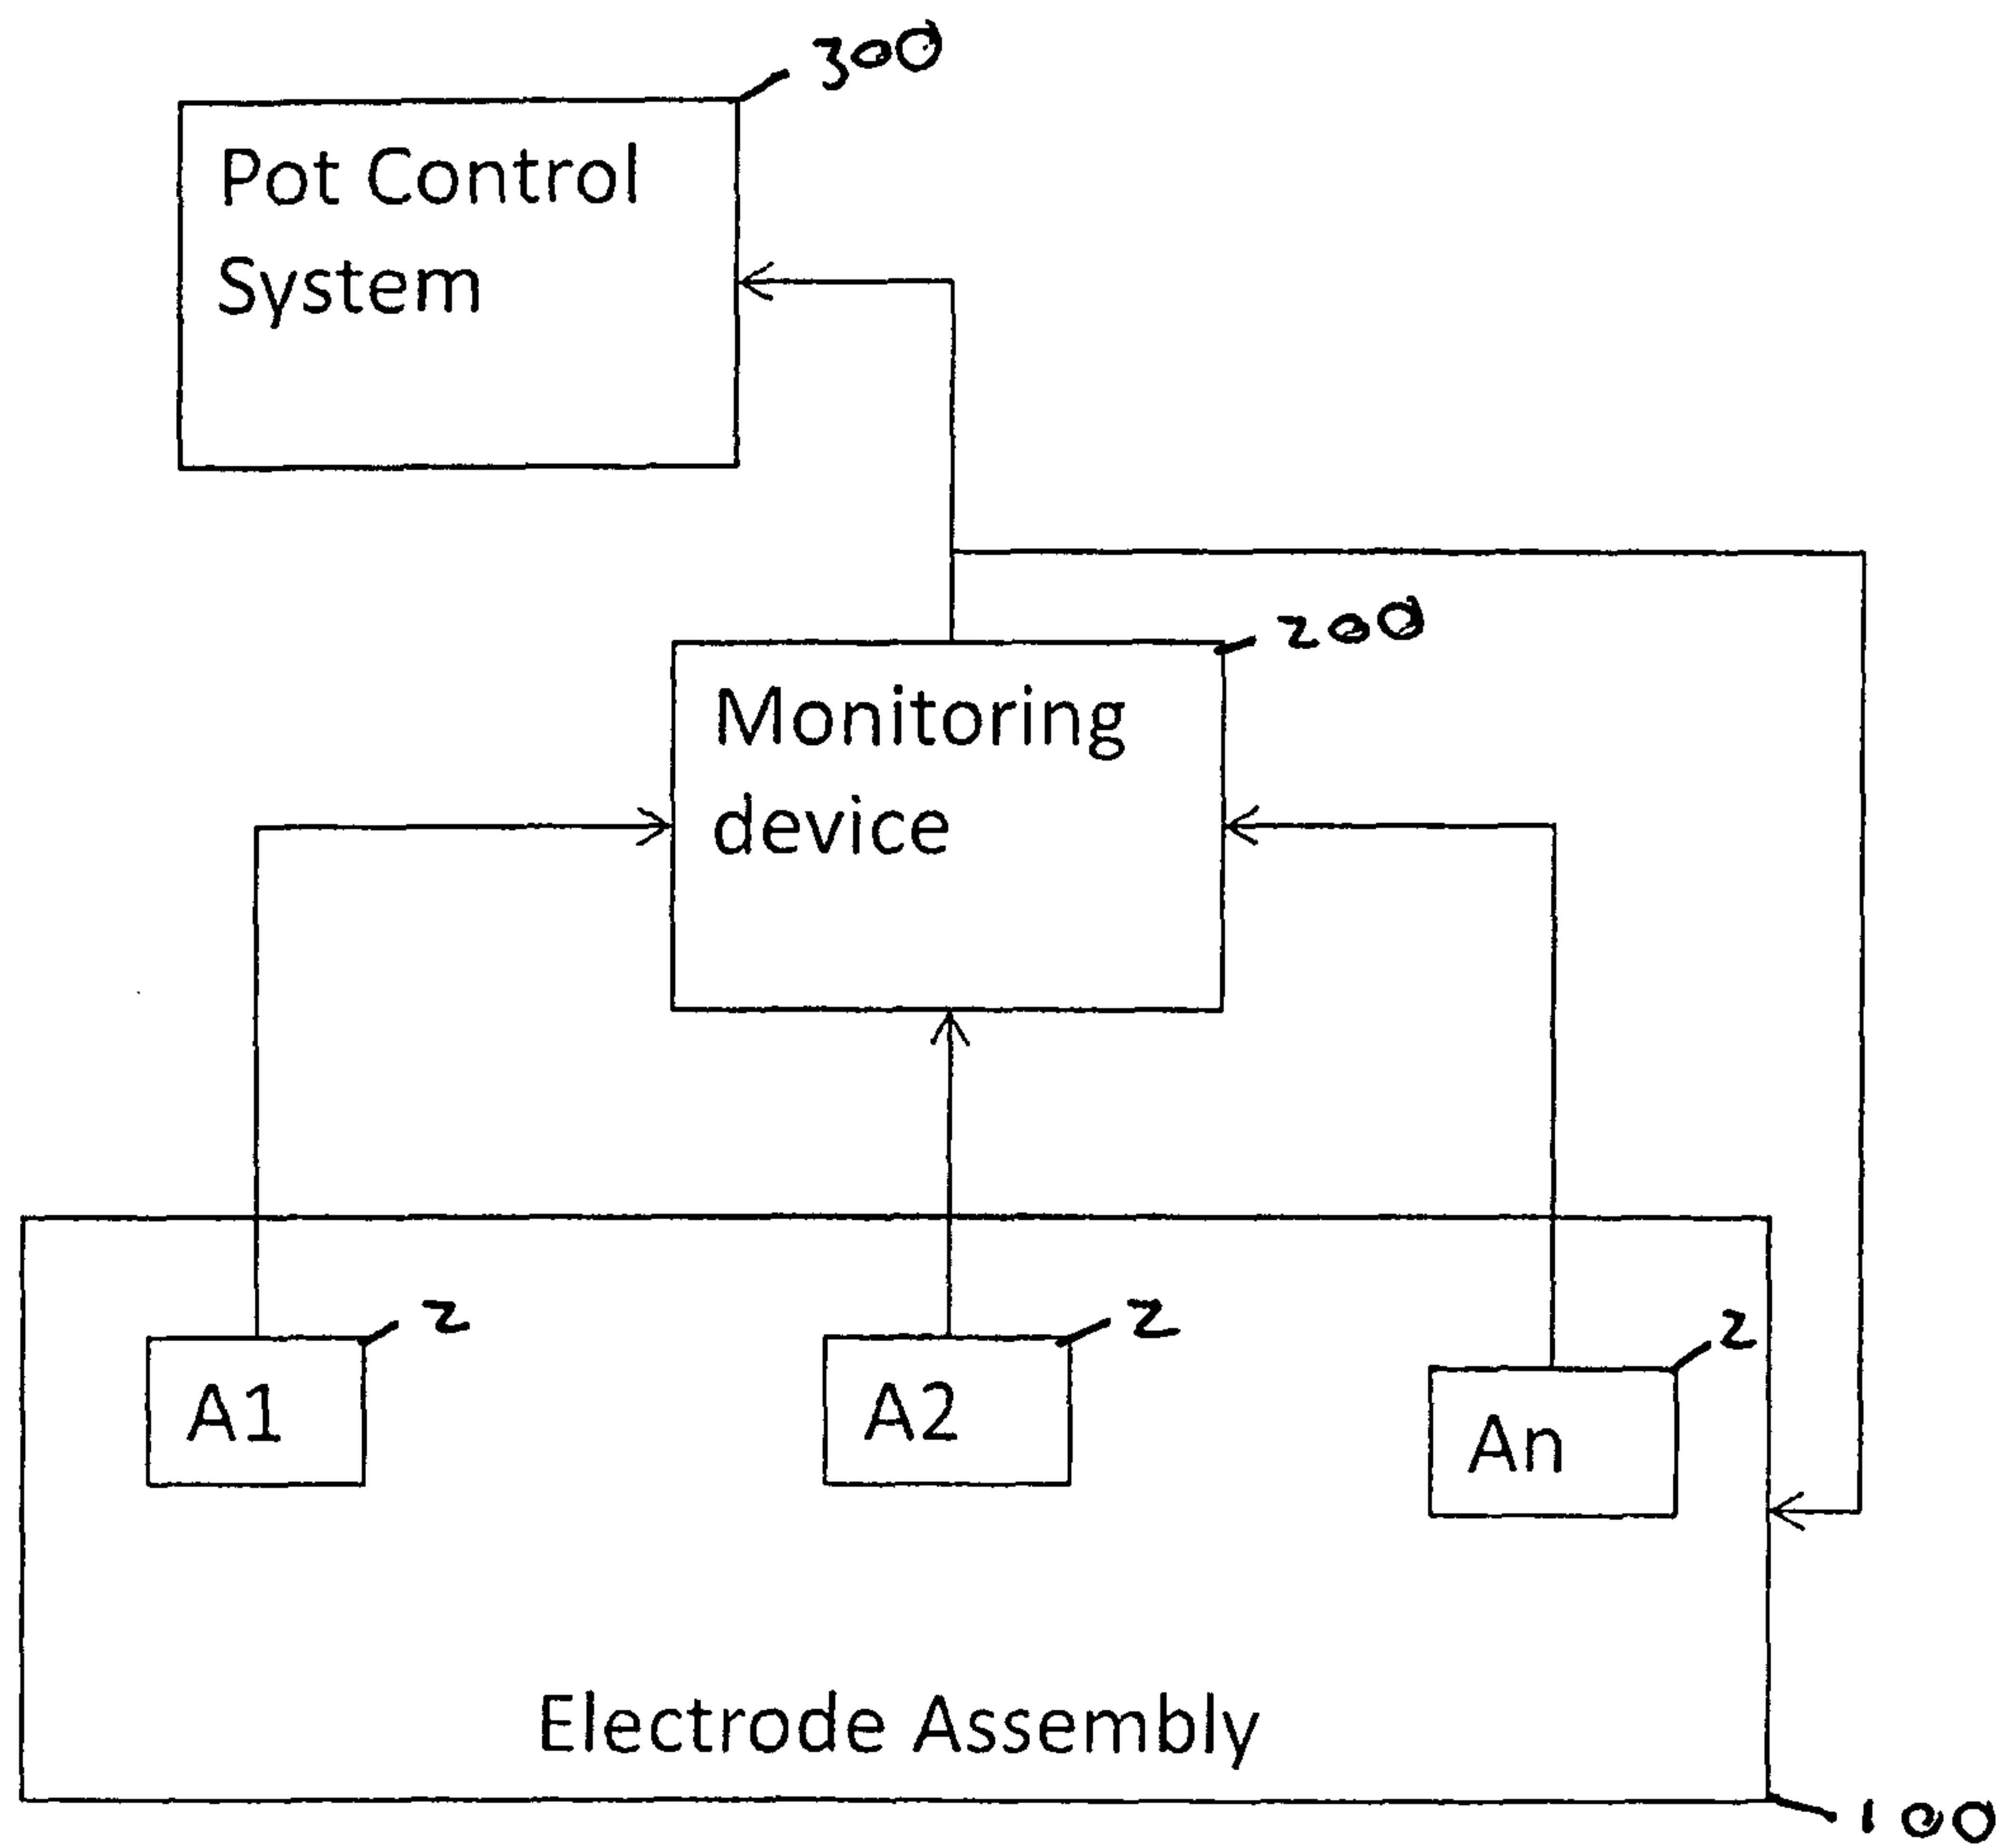 300
Pot Control
System
200
Monitoring
device
2
2
2
A1
A2
An
Electrode Assembly
100